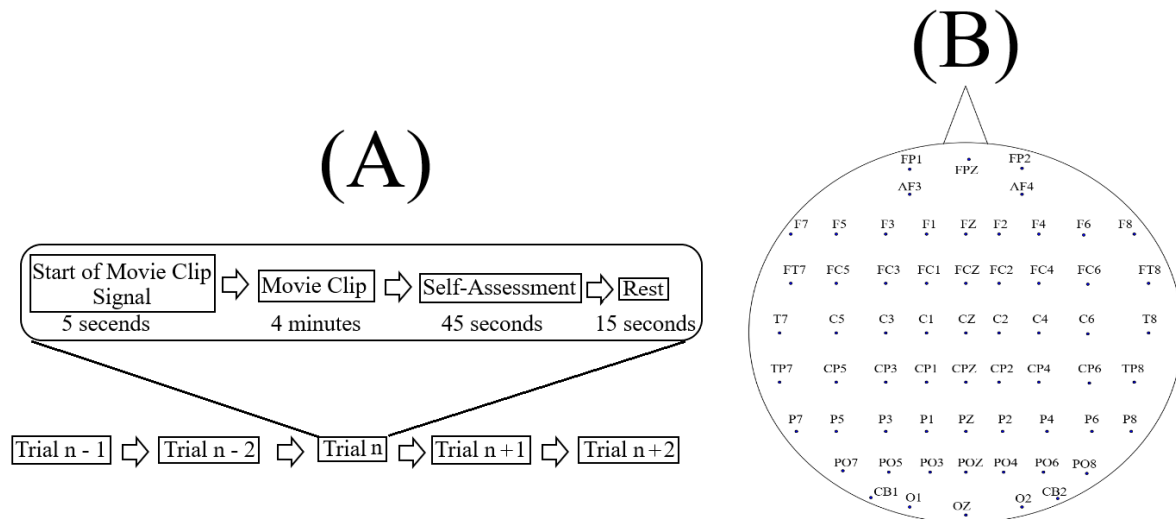 (A)
Start of Movie Clip
Signal
Movie Clip
Self-Assessment
Rest
5 secends
4 minutes
45 seconds
15 seconds
Trial n - 1
Trial n - 2
Trial n
Trial n+1
Trial n+2
(B)
FP1 FPZ FP2
AF3 AF4
F7 F5 F3 F1 FZ F2 F4 F6 F8
FT7 FC5 FC3 FC1 FCZ FC2 FC4 FC6 FT8
T7 C5 C3 C1 CZ C2 C4 C6 T8
TP7 CP5 CP3 CP1 CPZ CP2 CP4 CP6 TP8
P7 P5 P3 P1 PZ P2 P4 P6 P8
PO7 PO5 PO3 POZ PO4 PO6 PO8
CB1 O1 OZ O2 CB2